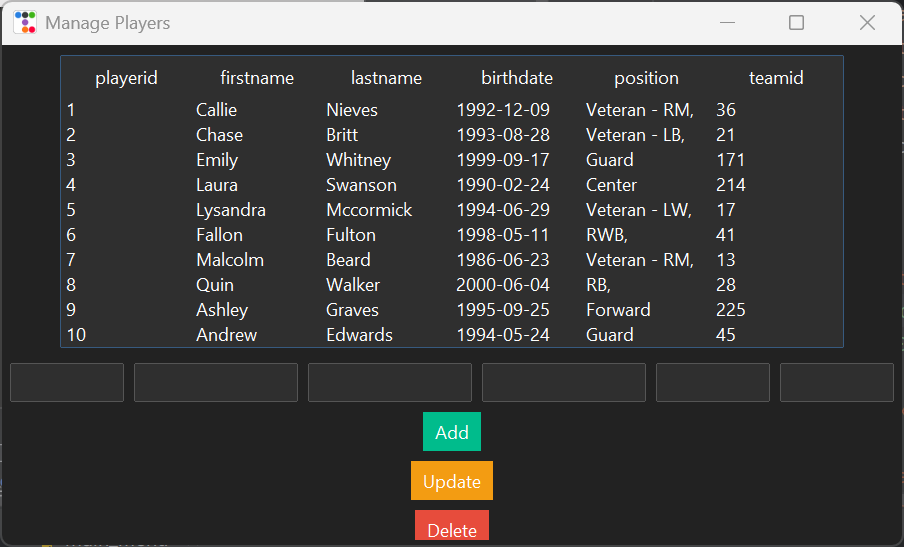 Manage Players
playerid firstname lastname birthdate position teamid
1 Callie Nieves 1992-12-09 Veteran - RM, 36
2 Chase Britt 1993-08-28 Veteran - LB, 21
3 Emily Whitney 1999-09-17 Guard 171
4 Laura Swanson 1990-02-24 Center 214
5 Lysandra Mccormick 1994-06-29 Veteran - LW, 17
6 Fallon Fulton 1998-05-11 RWB, 41
7 Malcolm Beard 1986-06-23 Veteran - RM, 13
8 Quin Walker 2000-06-04 RB, 28
9 Ashley Graves 1995-09-25 Forward 225
10 Andrew Edwards 1994-05-24 Guard 45
Add
Update
Delete